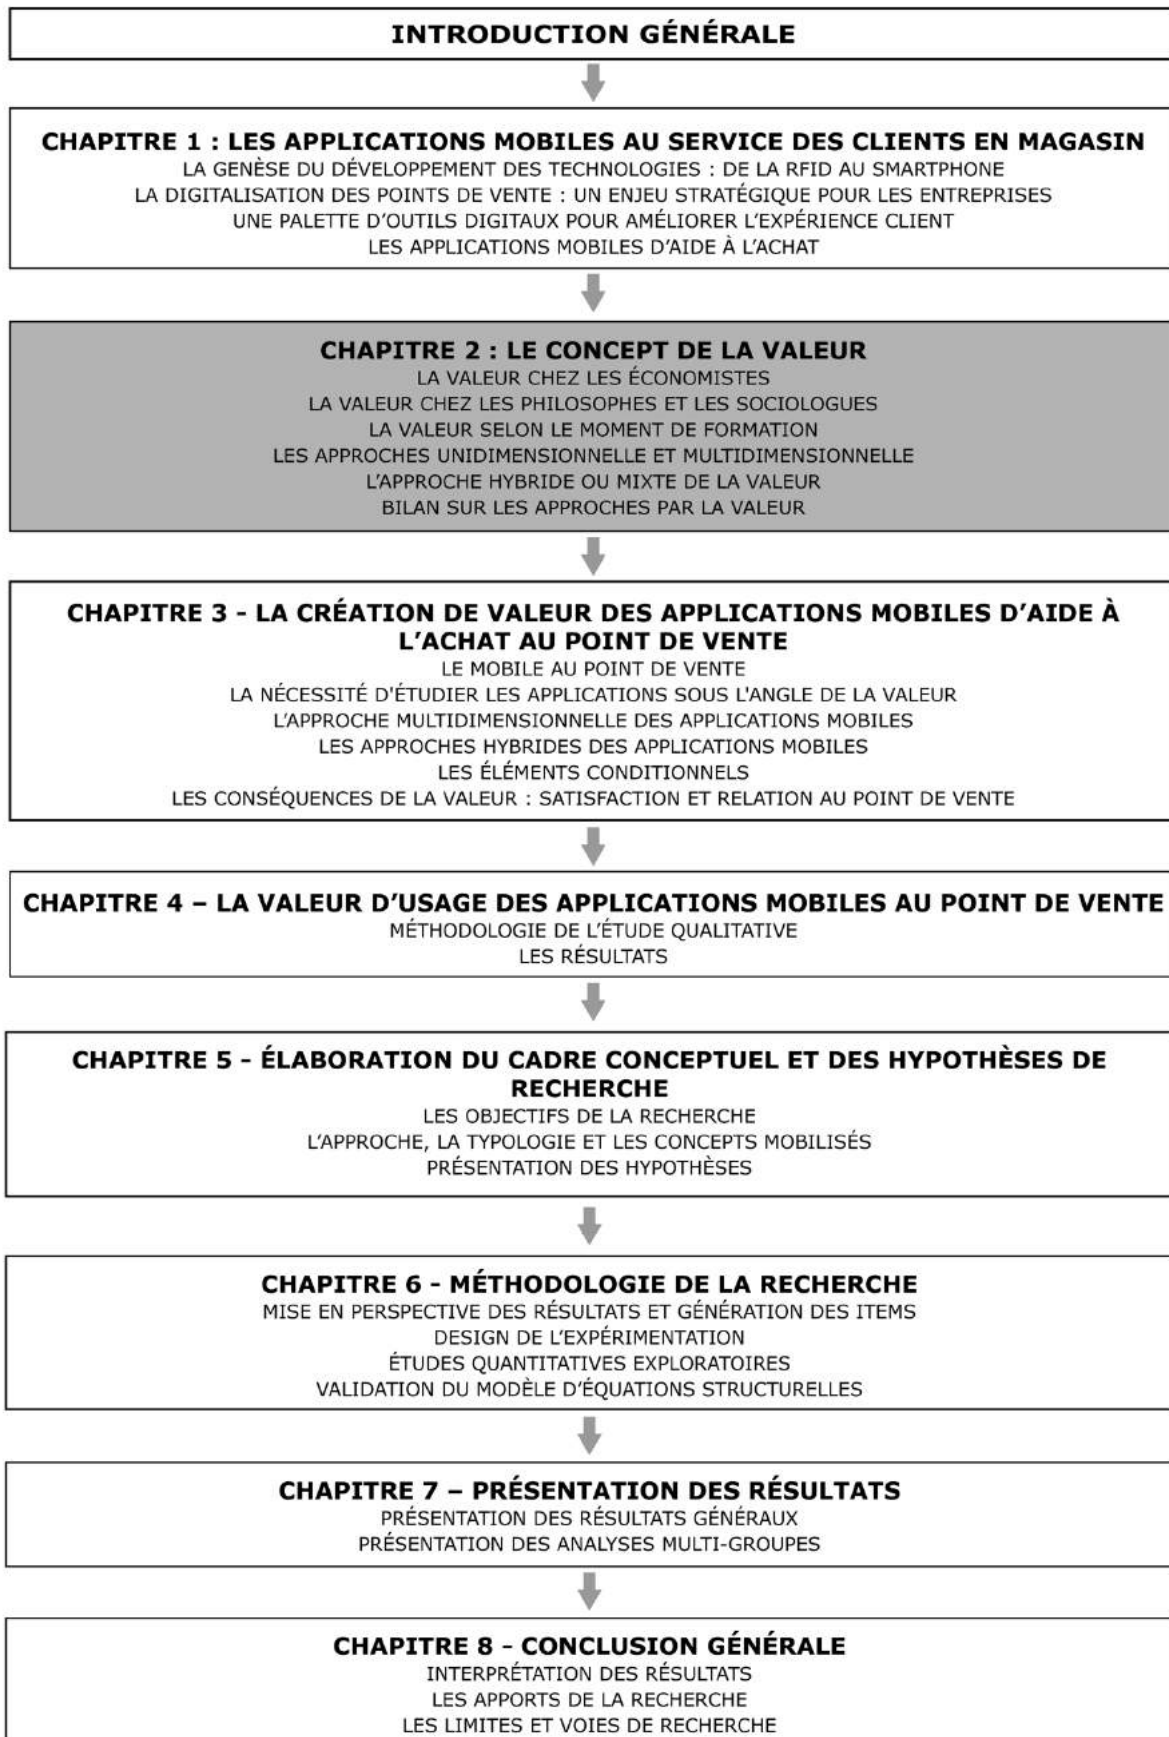 INTRODUCTION GÉNÉRALE
CHAPITRE 1 : LES APPLICATIONS MOBILES AU SERVICE DES CLIENTS EN MAGASIN
LA GENÈSE DU DÉVELOPPEMENT DES TECHNOLOGIES : DE LA RFID AU SMARTPHONE
LA DIGITALISATION DES POINTS DE VENTE : UN ENJEU STRATÉGIQUE POUR LES ENTREPRISES
UNE PALETTE D'OUTILS DIGITAUX POUR AMÉLIORER L'EXPÉRIENCE CLIENT
LES APPLICATIONS MOBILES D'AIDE À L'ACHAT
CHAPITRE 2 : LE CONCEPT DE LA VALEUR
LA VALEUR CHEZ LES ÉCONOMISTES
LA VALEUR CHEZ LES PHILOSOPHES ET LES SOCIOLOGUES
LA VALEUR SELON LE MOMENT DE FORMATION
LES APPROCHES UNIDIMENSIONNELLE ET MULTIDIMENSIONNELLE
L'APPROCHE HYBRIDE OU MIXTE DE LA VALEUR
BILAN SUR LES APPROCHES PAR LA VALEUR
CHAPITRE 3 - LA CRÉATION DE VALEUR DES APPLICATIONS MOBILES D'AIDE À
L'ACHAT AU POINT DE VENTE
LE MOBILE AU POINT DE VENTE
LA NÉCESSITÉ D'ÉTUDIER LES APPLICATIONS SOUS L'ANGLE DE LA VALEUR
L'APPROCHE MULTIDIMENSIONNELLE DES APPLICATIONS MOBILES
LES APPROCHES HYBRIDES DES APPLICATIONS MOBILES
LES ÉLÉMENTS CONDITIONNELS
LES CONSÉQUENCES DE LA VALEUR : SATISFACTION ET RELATION AU POINT DE VENTE
CHAPITRE 4 – LA VALEUR D'USAGE DES APPLICATIONS MOBILES AU POINT DE VENTE
MÉTHODOLOGIE DE L'ÉTUDE QUALITATIVE
LES RÉSULTATS
CHAPITRE 5 - ÉLABORATION DU CADRE CONCEPTUEL ET DES HYPOTHÈSES DE
RECHERCHE
LES OBJECTIFS DE LA RECHERCHE
L'APPROCHE, LA TYPOLOGIE ET LES CONCEPTS MOBILISÉS
PRÉSENTATION DES HYPOTHÈSES
CHAPITRE 6 - MÉTHODOLOGIE DE LA RECHERCHE
MISE EN PERSPECTIVE DES RÉSULTATS ET GÉNÉRATION DES ITEMS
DESIGN DE L'EXPÉRIMENTATION
ÉTUDES QUANTITATIVES EXPLORATOIRES
VALIDATION DU MODÈLE D'ÉQUATIONS STRUCTURELLES
CHAPITRE 7 – PRÉSENTATION DES RÉSULTATS
PRÉSENTATION DES RÉSULTATS GÉNÉRAUX
PRÉSENTATION DES ANALYSES MULTI-GROUPES
CHAPITRE 8 - CONCLUSION GÉNÉRALE
INTERPRÉTATION DES RÉSULTATS
LES APPORTS DE LA RECHERCHE
LES LIMITES ET VOIES DE RECHERCHE